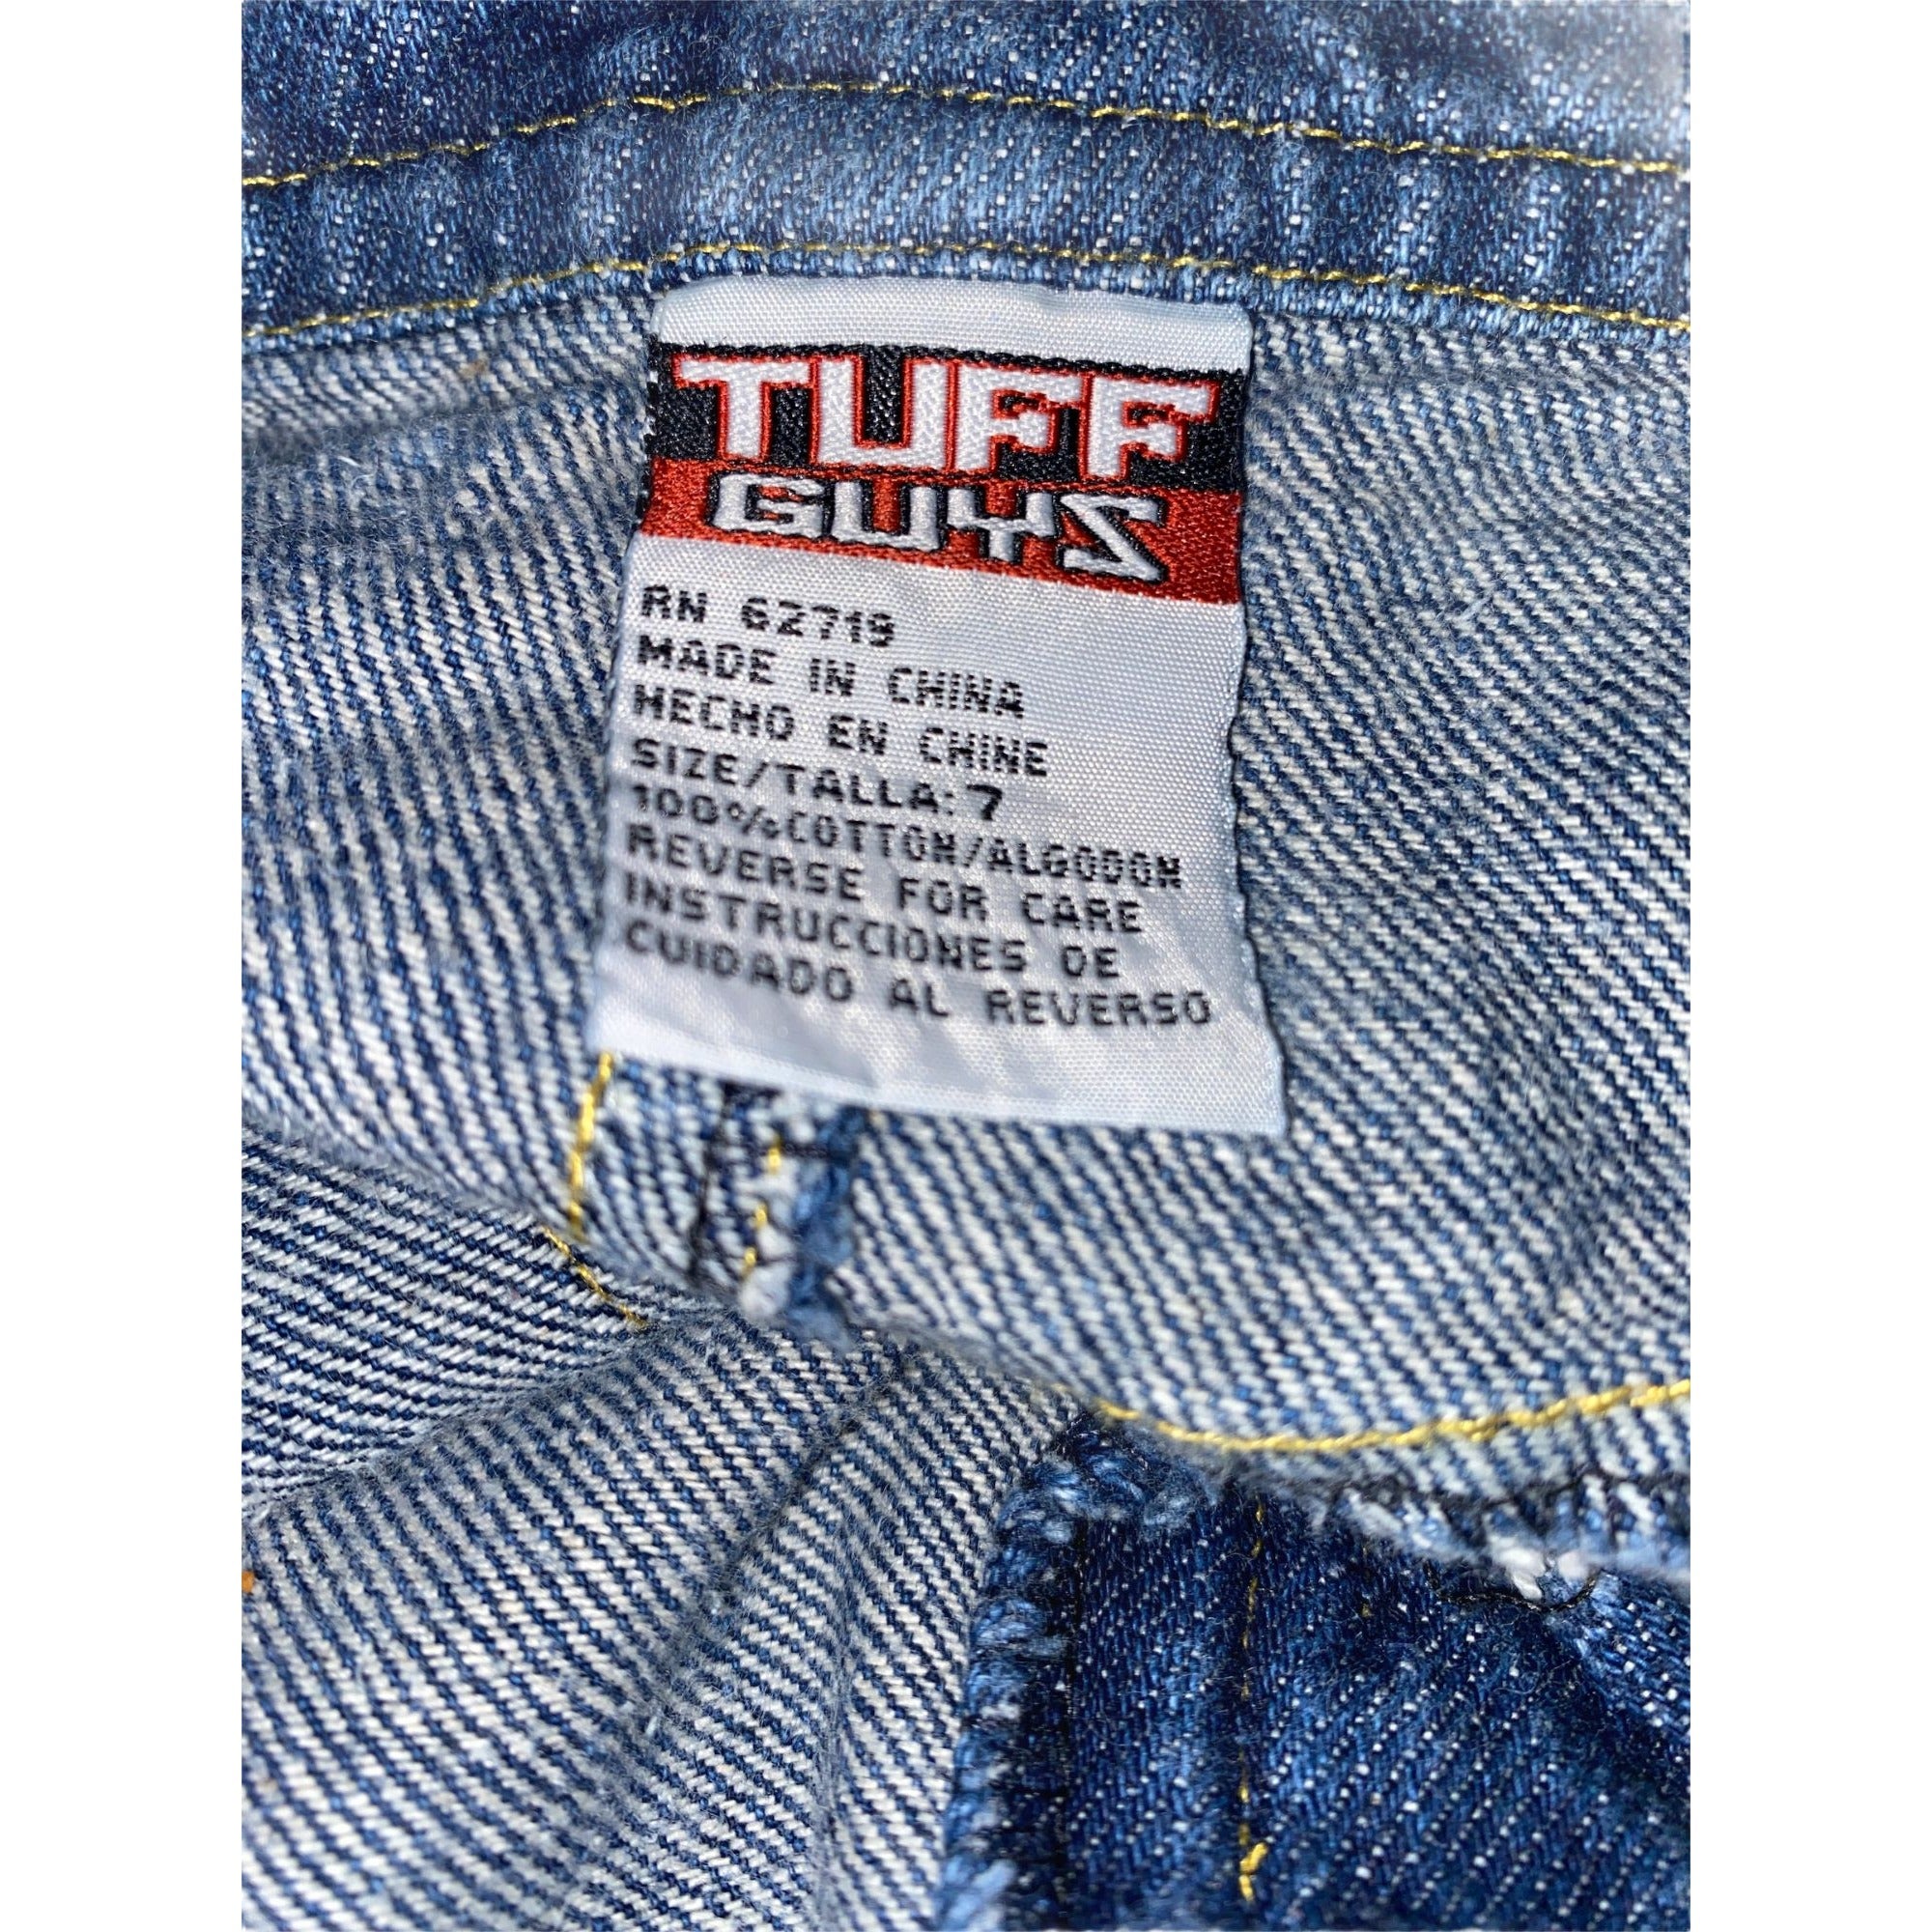 TUFF
GUYS
RN 62719
MADE IN CHINA
HECHO EN CHINE
SIZE/TALLA:7
100%COTTON/ALGODON
REVERSE FOR CARE
INSTRUCCIONES DE
CUIDADO AL REVERSO